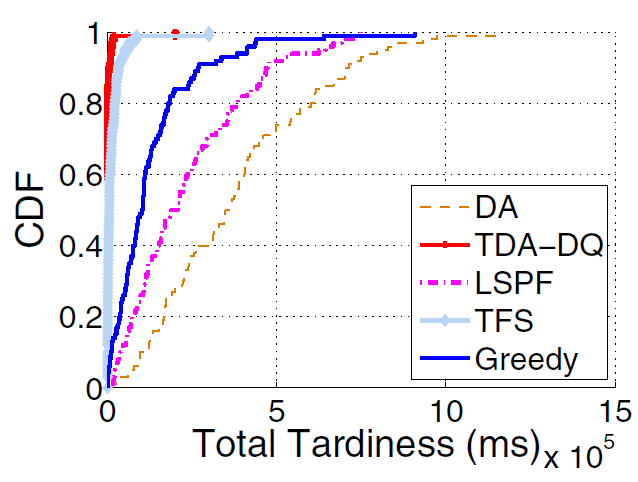 1
0.8
0.6
0.4
0.2
0
CDF
DA
TDA-DQ
LSPF
TFS
Greedy
0 5 10 15
Total Tardiness (ms) x 10^5